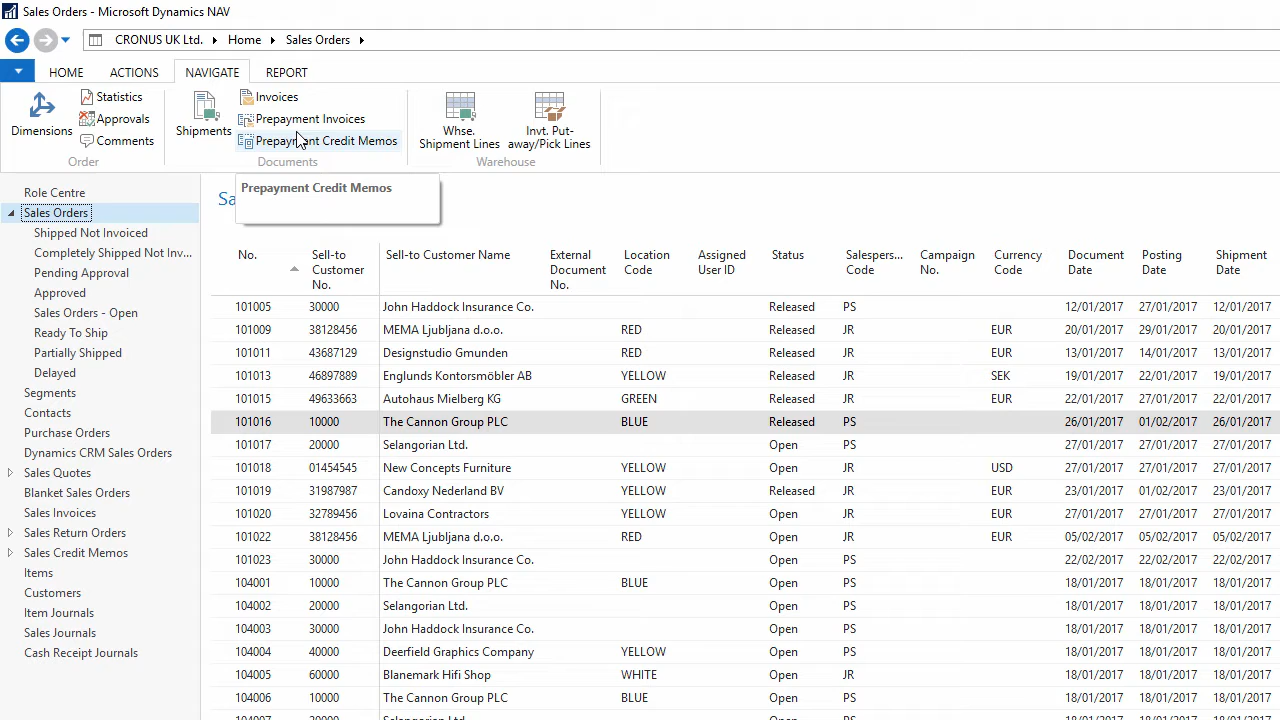 Sales Orders - Microsoft Dynamics NAV
CRONUS UK Ltd. Home Sales Orders
HOME ACTIONS NAVIGATE REPORT
Dimensions
Statistics
Approvals
Comments
Order
Shipments
Invoices
Prepayment Invoices
Prepayment Credit Memos
Documents
Whse.
Shipment Lines
Invt. Put-
away/Pick Lines
Warehouse
Prepayment Credit Memos
Role Centre
Sales Orders
Shipped Not Invoiced
Completely Shipped Not Inv...
Pending Approval
Approved
Sales Orders - Open
Ready To Ship
Partially Shipped
Delayed
Segments
Contacts
Purchase Orders
Dynamics CRM Sales Orders
Sales Quotes
Blanket Sales Orders
Sales Invoices
Sales Return Orders
Sales Credit Memos
Items
Customers
Item Journals
Sales Journals
Cash Receipt Journals
Sa
No. Sell-to Customer No. Sell-to Customer Name External Document No. Location Code Assigned User ID Status Salespers... Code Campaign No. Currency Code Document Date Posting Date Shipment Date
101005 30000 John Haddock Insurance Co. Released PS 12/01/2017 27/01/2017 12/01/2017
101009 38128456 MEMA Ljubljana d.o.o. RED Released JR EUR 20/01/2017 29/01/2017 20/01/2017
101011 43687129 Designstudio Gmunden RED Released JR EUR 13/01/2017 14/01/2017 13/01/2017
101013 46897889 Englunds Kontorsmöbler AB YELLOW Released JR SEK 19/01/2017 22/01/2017 19/01/2017
101015 49633663 Autohaus Mielberg KG GREEN Released JR EUR 22/01/2017 27/01/2017 22/01/2017
101016 10000 The Cannon Group PLC BLUE Released PS 26/01/2017 01/02/2017 26/01/2017
101017 20000 Selangorian Ltd. Open PS 27/01/2017 27/01/2017 27/01/2017
101018 01454545 New Concepts Furniture YELLOW Open JR USD 27/01/2017 27/01/2017 27/01/2017
101019 31987987 Candoxy Nederland BV YELLOW Released JR EUR 23/01/2017 01/02/2017 23/01/2017
101020 32789456 Lovaina Contractors YELLOW Open JR EUR 27/01/2017 27/01/2017 27/01/2017
101022 38128456 MEMA Ljubljana d.o.o. RED Open JR EUR 05/02/2017 05/02/2017 05/02/2017
101023 30000 John Haddock Insurance Co. Open PS 22/02/2017 22/02/2017 22/02/2017
104001 10000 The Cannon Group PLC BLUE Open PS 18/01/2017 18/01/2017 18/01/2017
104002 20000 Selangorian Ltd. Open PS 18/01/2017 18/01/2017 18/01/2017
104003 30000 John Haddock Insurance Co. Open PS 18/01/2017 18/01/2017 18/01/2017
104004 40000 Deerfield Graphics Company YELLOW Open PS 18/01/2017 18/01/2017 18/01/2017
104005 60000 Blanemark Hifi Shop WHITE Open JR 18/01/2017 18/01/2017 18/01/2017
104006 10000 The Cannon Group PLC BLUE Open PS 18/01/2017 18/01/2017 18/01/2017